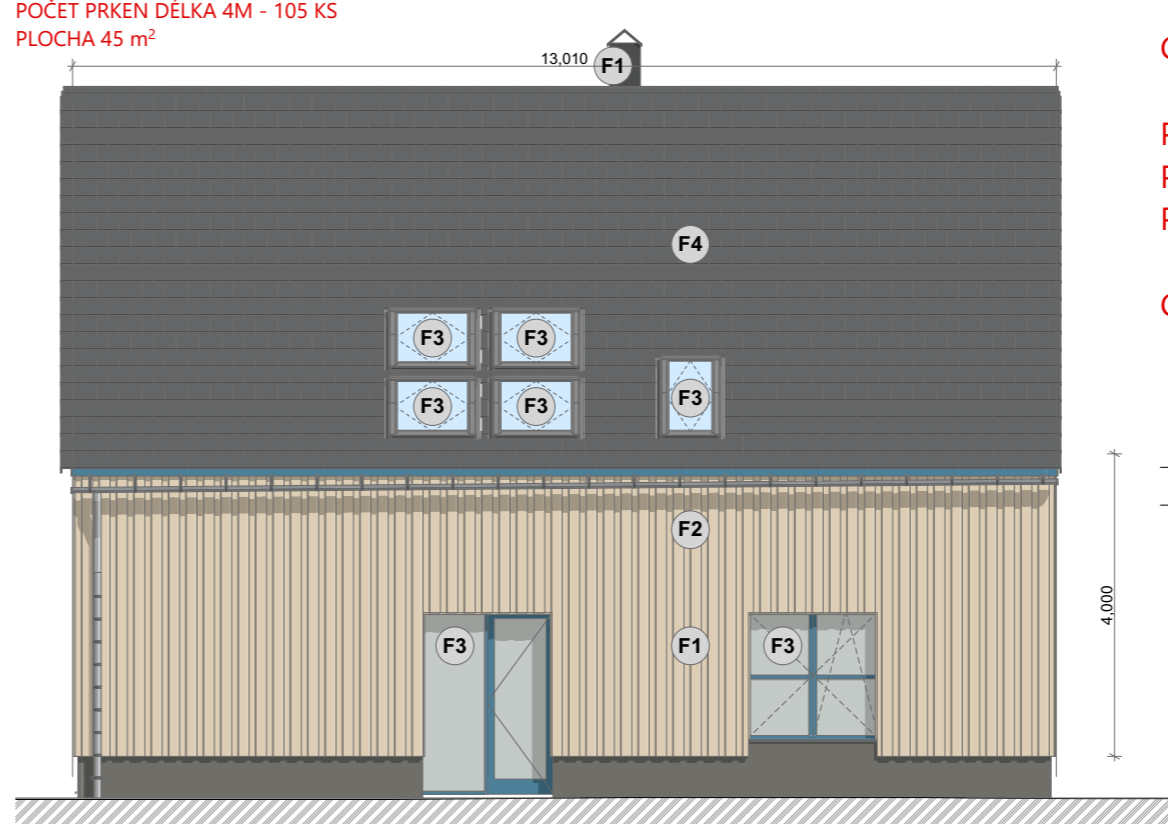 POČET PRKEN DÉLKA 4M - 105 KS
PLOCHA 45 m²
13,010
F1
F4
F3 F3
F3 F3
F3
F2
4,000
F3
F1
F3